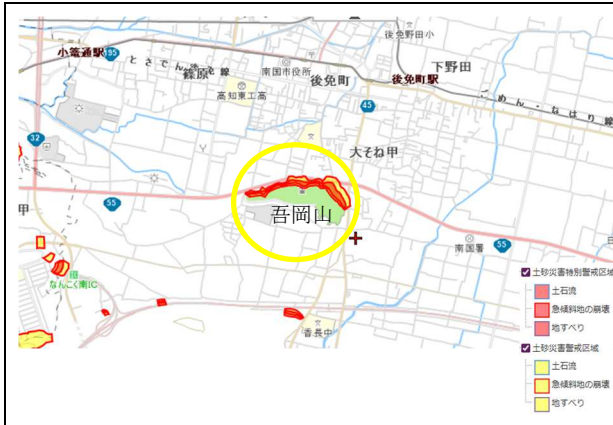 後免野田小
小篭通駅
195
とさでん後免線
篠原
南国市役所
後免町
下野田
後免町駅
高知東工高
45
ごめん・なはり線
32
大そね甲
55
吾岡山
甲
南国署
55
日
なんこく南IC
香長中
土砂災害特別警戒区域
土石流
急傾斜地の崩壊
地すべり
土砂災害警戒区域
土石流
急傾斜地の崩壊
地すべり